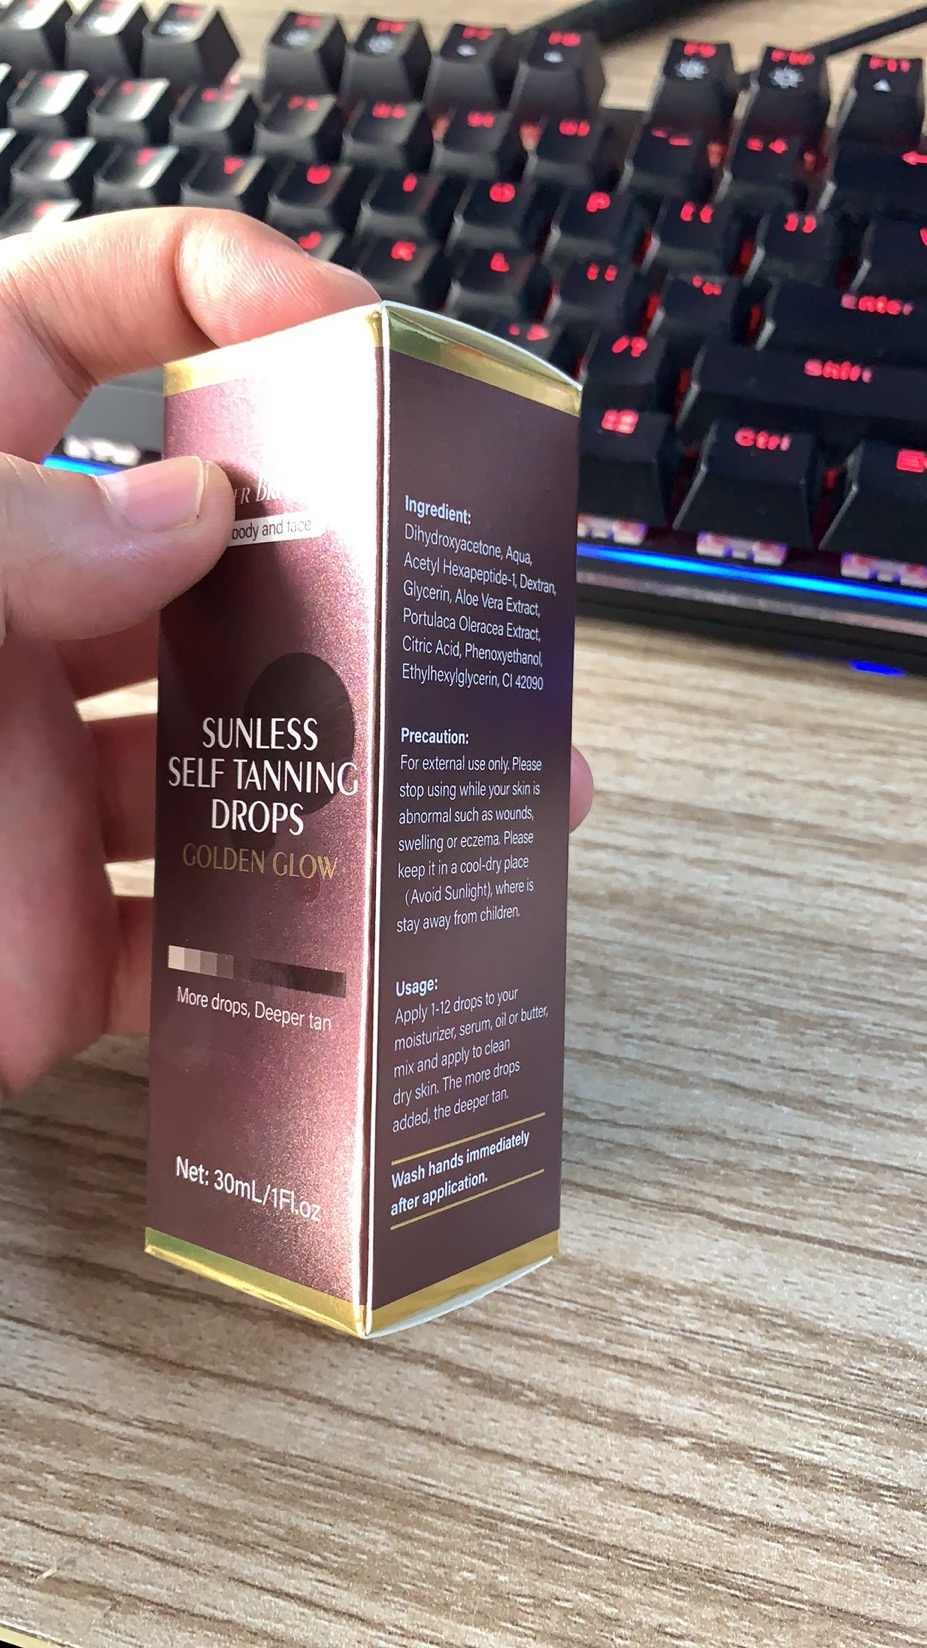 body and face
SUNLESS
SELF TANNING
DROPS
GOLDEN GLOW
More drops, Deeper tan
Net: 30mL/1Fl.oz
Ingredient:
Dihydroxyacetone, Aqua,
Acetyl Hexapeptide-1, Dextran,
Glycerin, Aloe Vera Extract,
Portulaca Oleracea Extract,
Citric Acid, Phenoxyethanol,
Ethylhexylglycerin, CI 42090
Precaution:
For external use only. Please
stop using while your skin is
abnormal such as wounds,
swelling or eczema. Please
keep it in a cool-dry place
(Avoid Sunlight), where is
stay away from children.
Usage:
Apply 1-12 drops to your
moisturizer, serum, oil or butter,
mix and apply to clean
dry skin. The more drops
added, the deeper tan.
Wash hands immediately
after application.
P
L
Enter
Shift
Ctrl